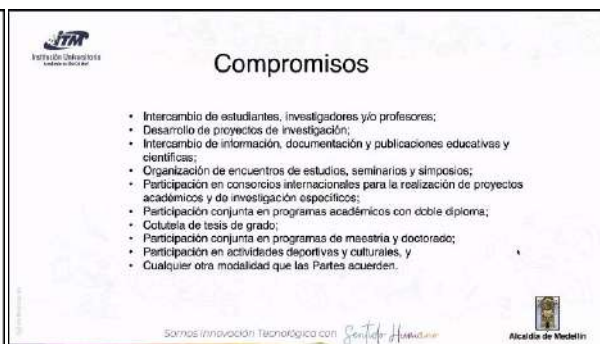 iTM
Institución Universitaria
Compromisos
• Intercambio de estudiantes, investigadores y/o profesores;
• Desarrollo de proyectos de investigación;
• Intercambio de información, documentación y publicaciones educativas y
científicas;
• Organización de encuentros de estudios, seminarios y simposios;
• Participación en consorcios internacionales para la realización de proyectos
académicos y de investigación específicos;
• Participación conjunta en programas académicos con doble diploma;
• Cotutela de tesis de grado;
• Participación conjunta en programas de maestría y doctorado;
• Participación en actividades deportivas y culturales, y
• Cualquier otra modalidad que las Partes acuerden.
Somos Innovación Tecnológica con Sentido Humano
Alcaldía de Medellín